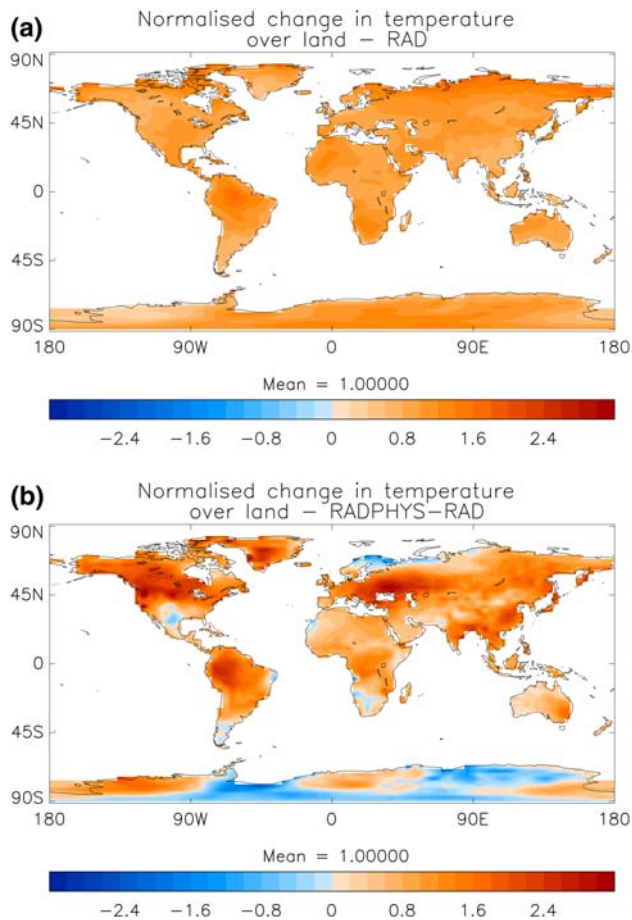 (a)
Normalised change in temperature
over land – RAD
90N
45N
0
45S
90S
180 90W 0 90E 180
Mean = 1.00000
−2.4 −1.6 −0.8 0 0.8 1.6 2.4
(b)
Normalised change in temperature
over land – RADPHYS–RAD
90N
45N
0
45S
90S
180 90W 0 90E 180
Mean = 1.00000
−2.4 −1.6 −0.8 0 0.8 1.6 2.4